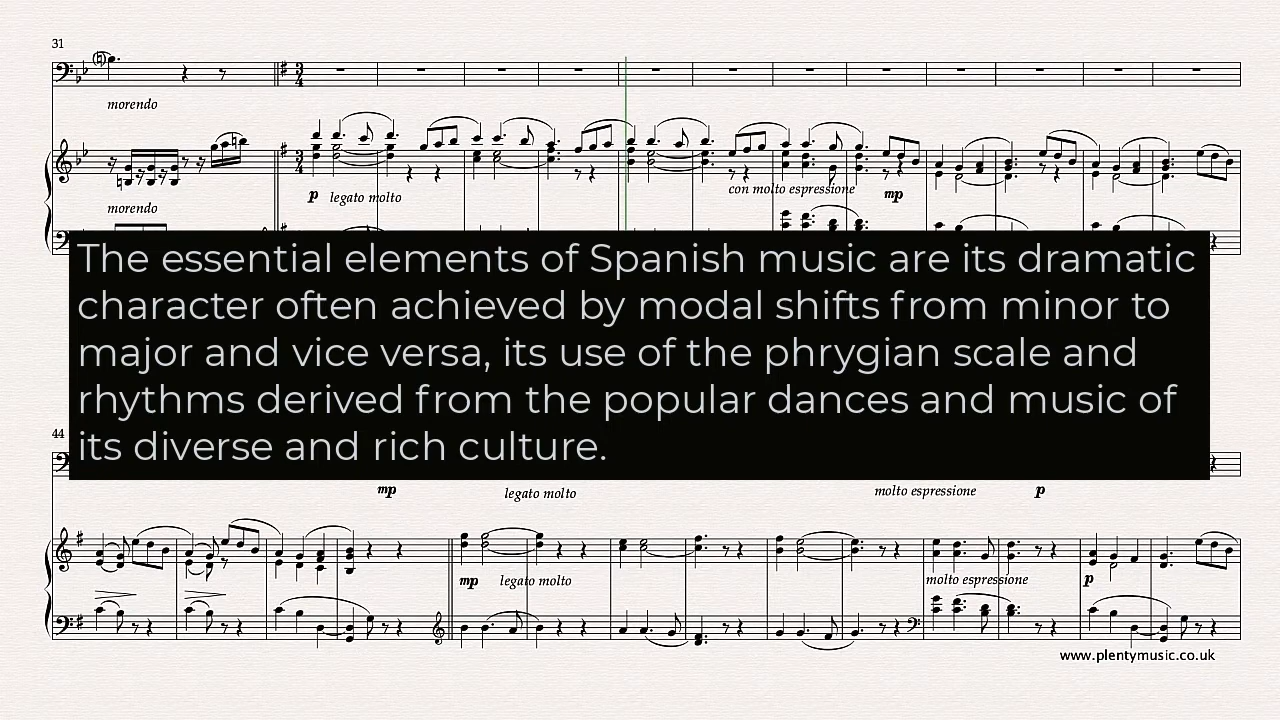 31
morendo
p legato molto
con molto espressione mp
morendo
The essential elements of Spanish music are its dramatic
character often achieved by modal shifts from minor to
major and vice versa, its use of the phrygian scale and
rhythms derived from the popular dances and music of
its diverse and rich culture.
44
mp legato molto molto espressione p
mp legato molto molto espressione p
www.plentymusic.co.uk